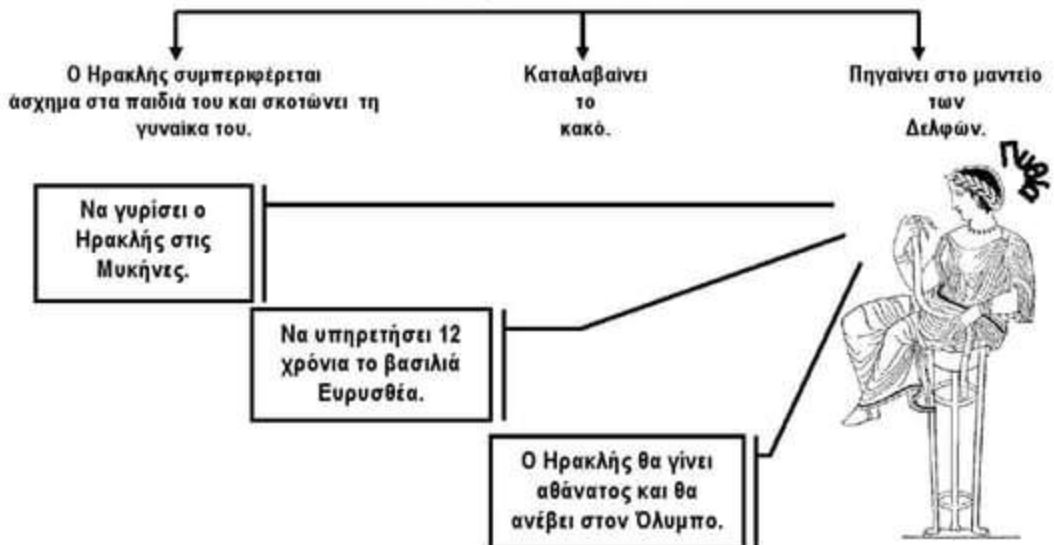 Ο Ηρακλής συμπεριφέρεται
άσχημα στα παιδιά του και σκοτώνει τη
γυναίκα του.
Καταλαβαίνει
το
κακό.
Πηγαίνει στο μαντείο
των
Δελφών.
Πυθία
Να γυρίσει ο
Ηρακλής στις
Μυκήνες.
Να υπηρετήσει 12
χρόνια το βασιλιά
Ευρυσθέα.
Ο Ηρακλής θα γίνει
αθάνατος και θα
ανέβει στον Όλυμπο.